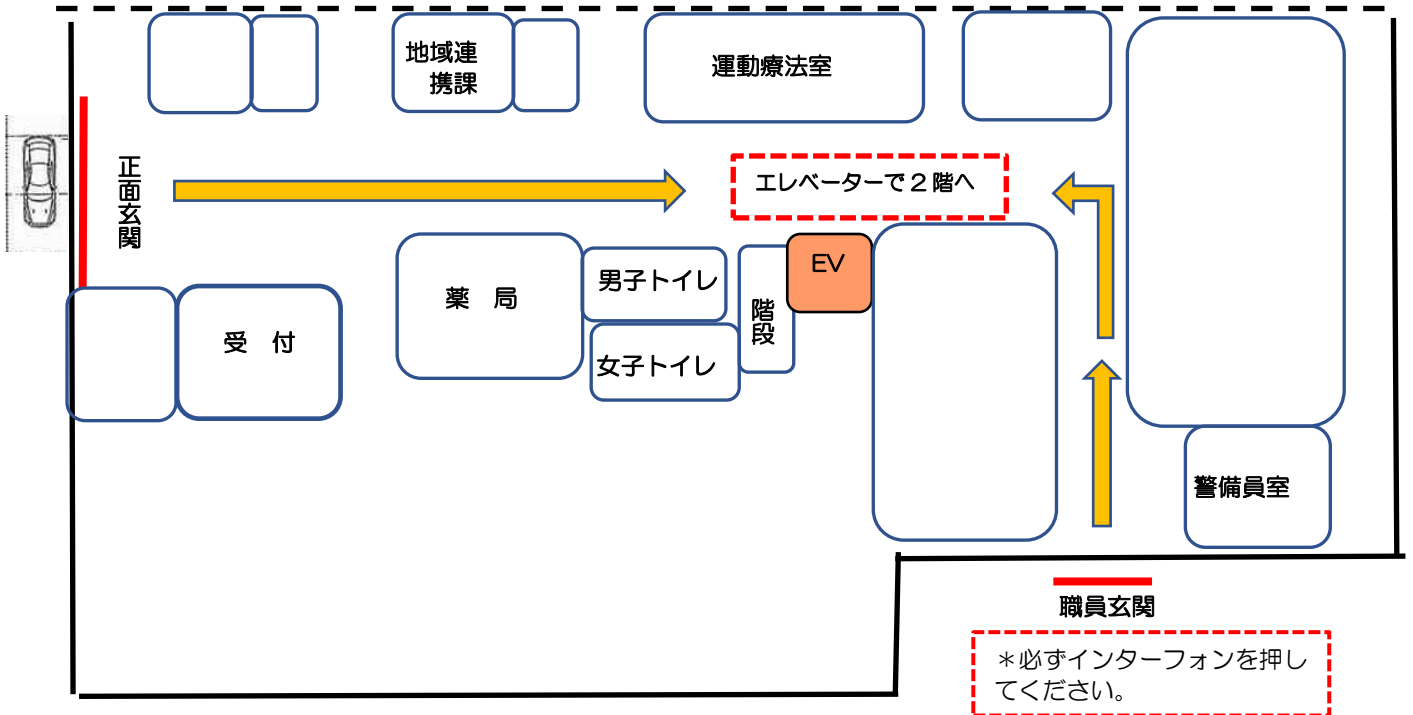 地域連
携課
運動療法室
正面玄関
エレベーターで２階へ
受　付
薬　局
男子トイレ
女子トイレ
階段
EV
警備員室
職員玄関
＊必ずインターフォンを押し
てください。